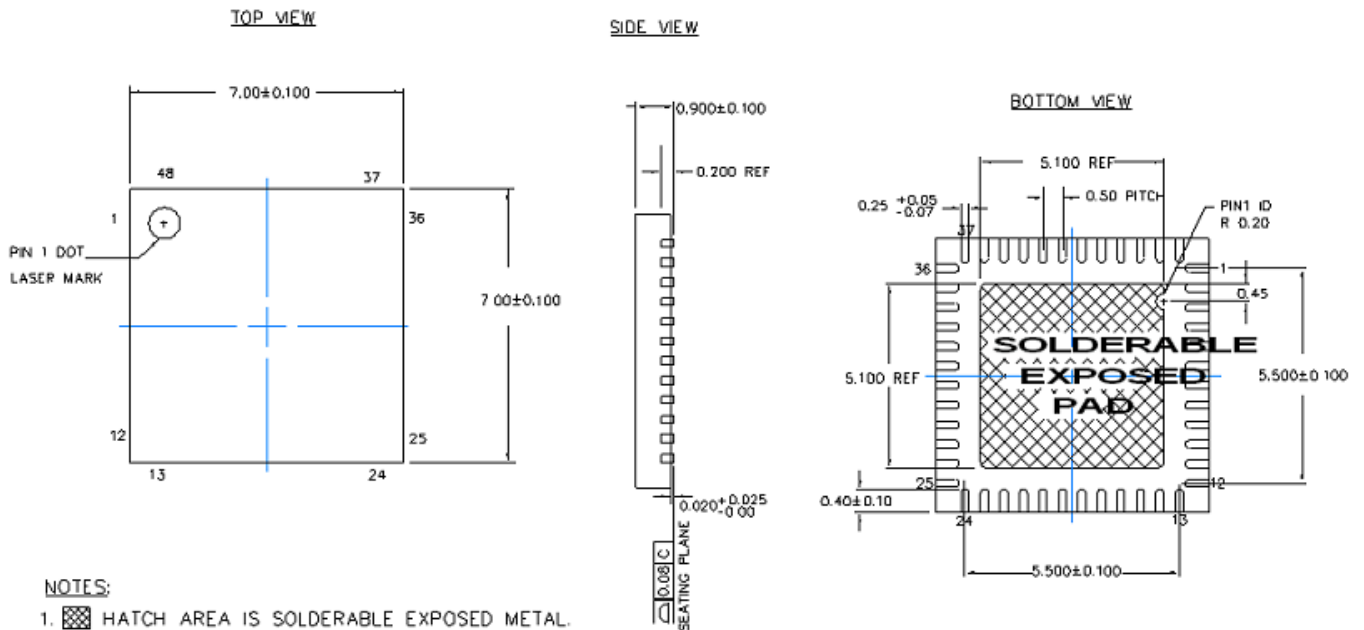 TOP VIEW
7.00±0.100
48
37
1
36
PIN 1 DOT
LASER MARK
7.00±0.100
12
25
13
24
SIDE VIEW
0.900±0.100
0.200 REF
0.020 +0.025
-0.00
0.08 C
SEATING PLANE
BOTTOM VIEW
5.100 REF
0.50 PITCH
0.25 +0.05
-0.07
PIN1 ID
R 0.20
37
36
1
0.45
SOLDERABLE
EXPOSED
PAD
5.100 REF
5.500±0.100
25
12
0.40±0.10
24
13
5.500±0.100
NOTES:
1. HATCH AREA IS SOLDERABLE EXPOSED METAL.